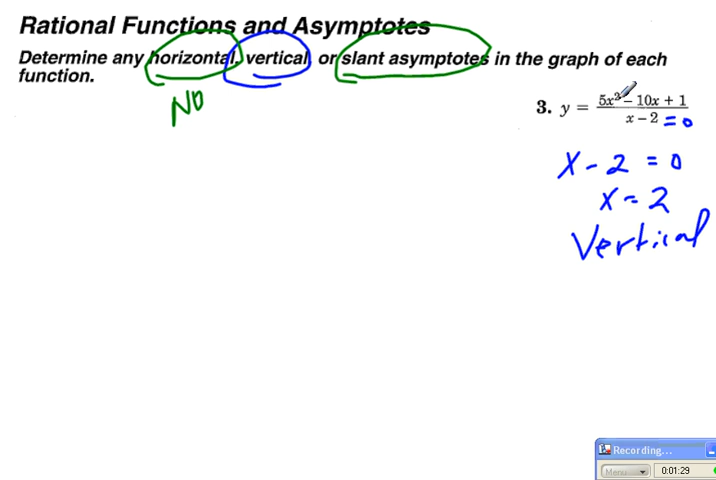 Rational Functions and Asymptotes
Determine any horizontal, vertical, or slant asymptotes in the graph of each
function.
NO
3. y = (5x² - 10x + 1) / (x - 2) = 0
x - 2 = 0
x = 2
Vertical
Recording...
Menu 0:01:29